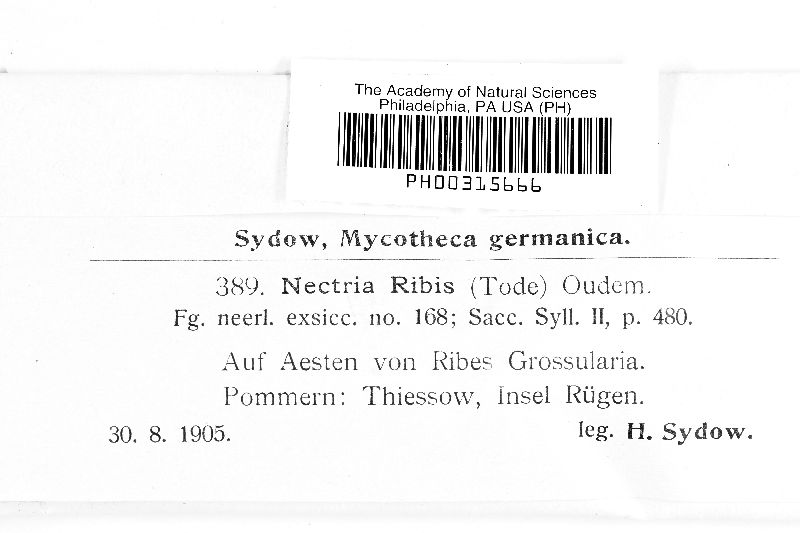 The Academy of Natural Sciences
Philadelphia, PA USA (PH)
PH00315666
Sydow, Mycotheca germanica.
389. Nectria Ribis (Tode) Oudem.
Fg. neerl. exsicc. no. 168; Sacc. Syll. II, p. 480.
Auf Aesten von Ribes Grossularia.
Pommern: Thiessow, Insel Rügen.
30. 8. 1905. leg. H. Sydow.